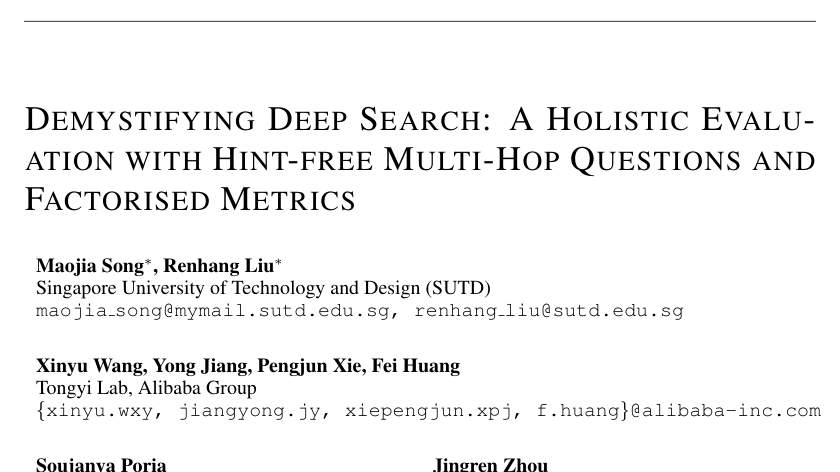 DEMYSTIFYING DEEP SEARCH: A HOLISTIC EVALU-
ATION WITH HINT-FREE MULTI-HOP QUESTIONS AND
FACTORISED METRICS
Maojia Song*, Renhang Liu*
Singapore University of Technology and Design (SUTD)
maojia_song@mymail.sutd.edu.sg, renhang_liu@sutd.edu.sg
Xinyu Wang, Yong Jiang, Pengjun Xie, Fei Huang
Tongyi Lab, Alibaba Group
{xinyu.wxy, jiangyong.jy, xiepengjun.xpj, f.huang}@alibaba-inc.com
Soujanya Poria Jingren Zhou